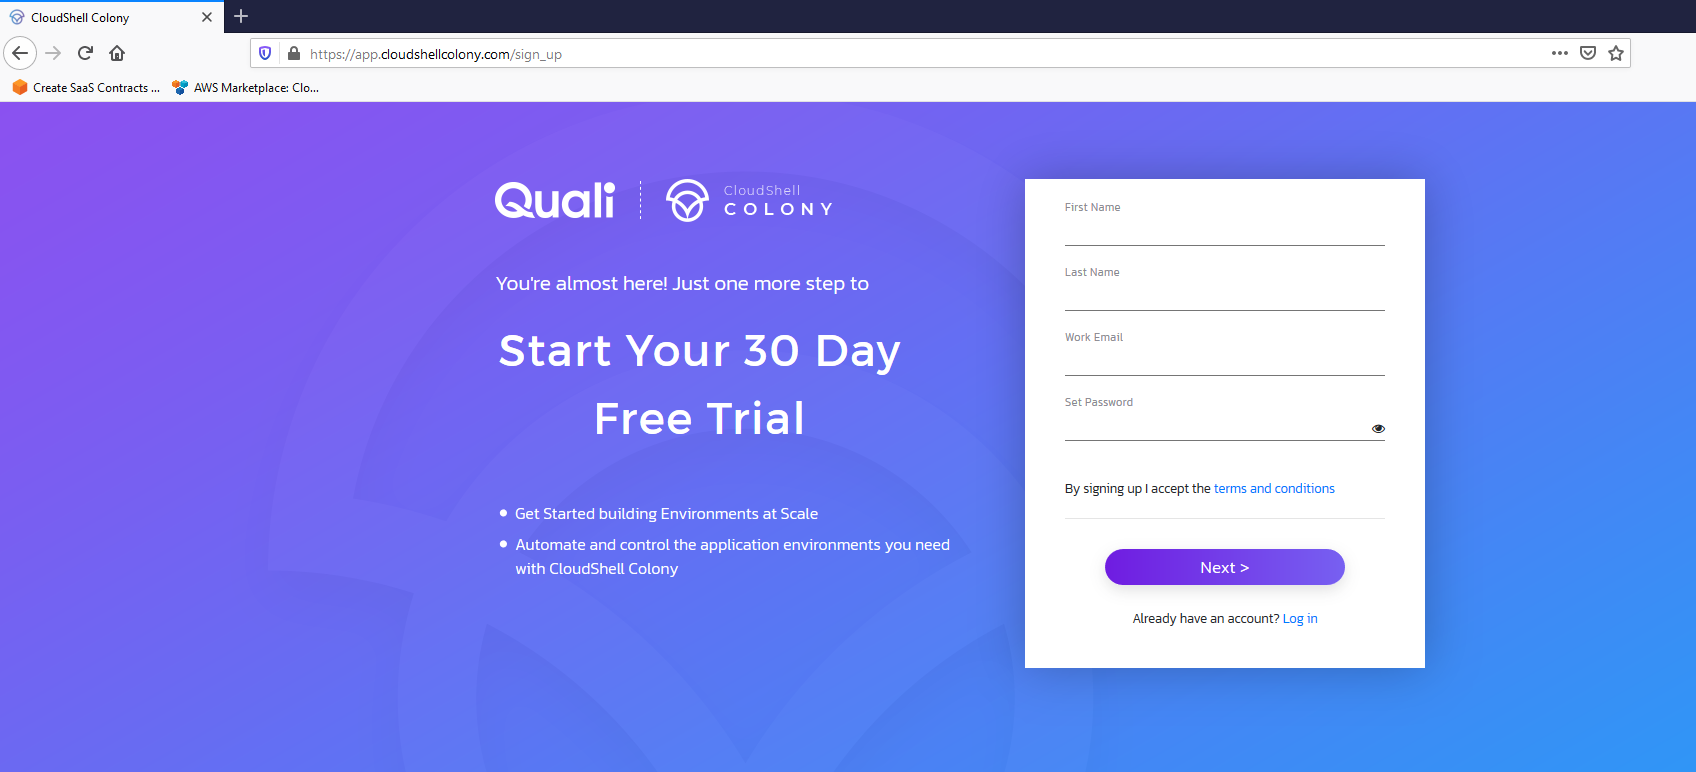 CloudShell Colony
https://app.cloudshellcolony.com/sign_up
Create SaaS Contracts ...
AWS Marketplace: Clo...
Quali
CloudShell
COLONY
You're almost here! Just one more step to
Start Your 30 Day
Free Trial
Get Started building Environments at Scale
Automate and control the application environments you need
with CloudShell Colony
First Name
Last Name
Work Email
Set Password
By signing up I accept the terms and conditions
Next >
Already have an account? Log in